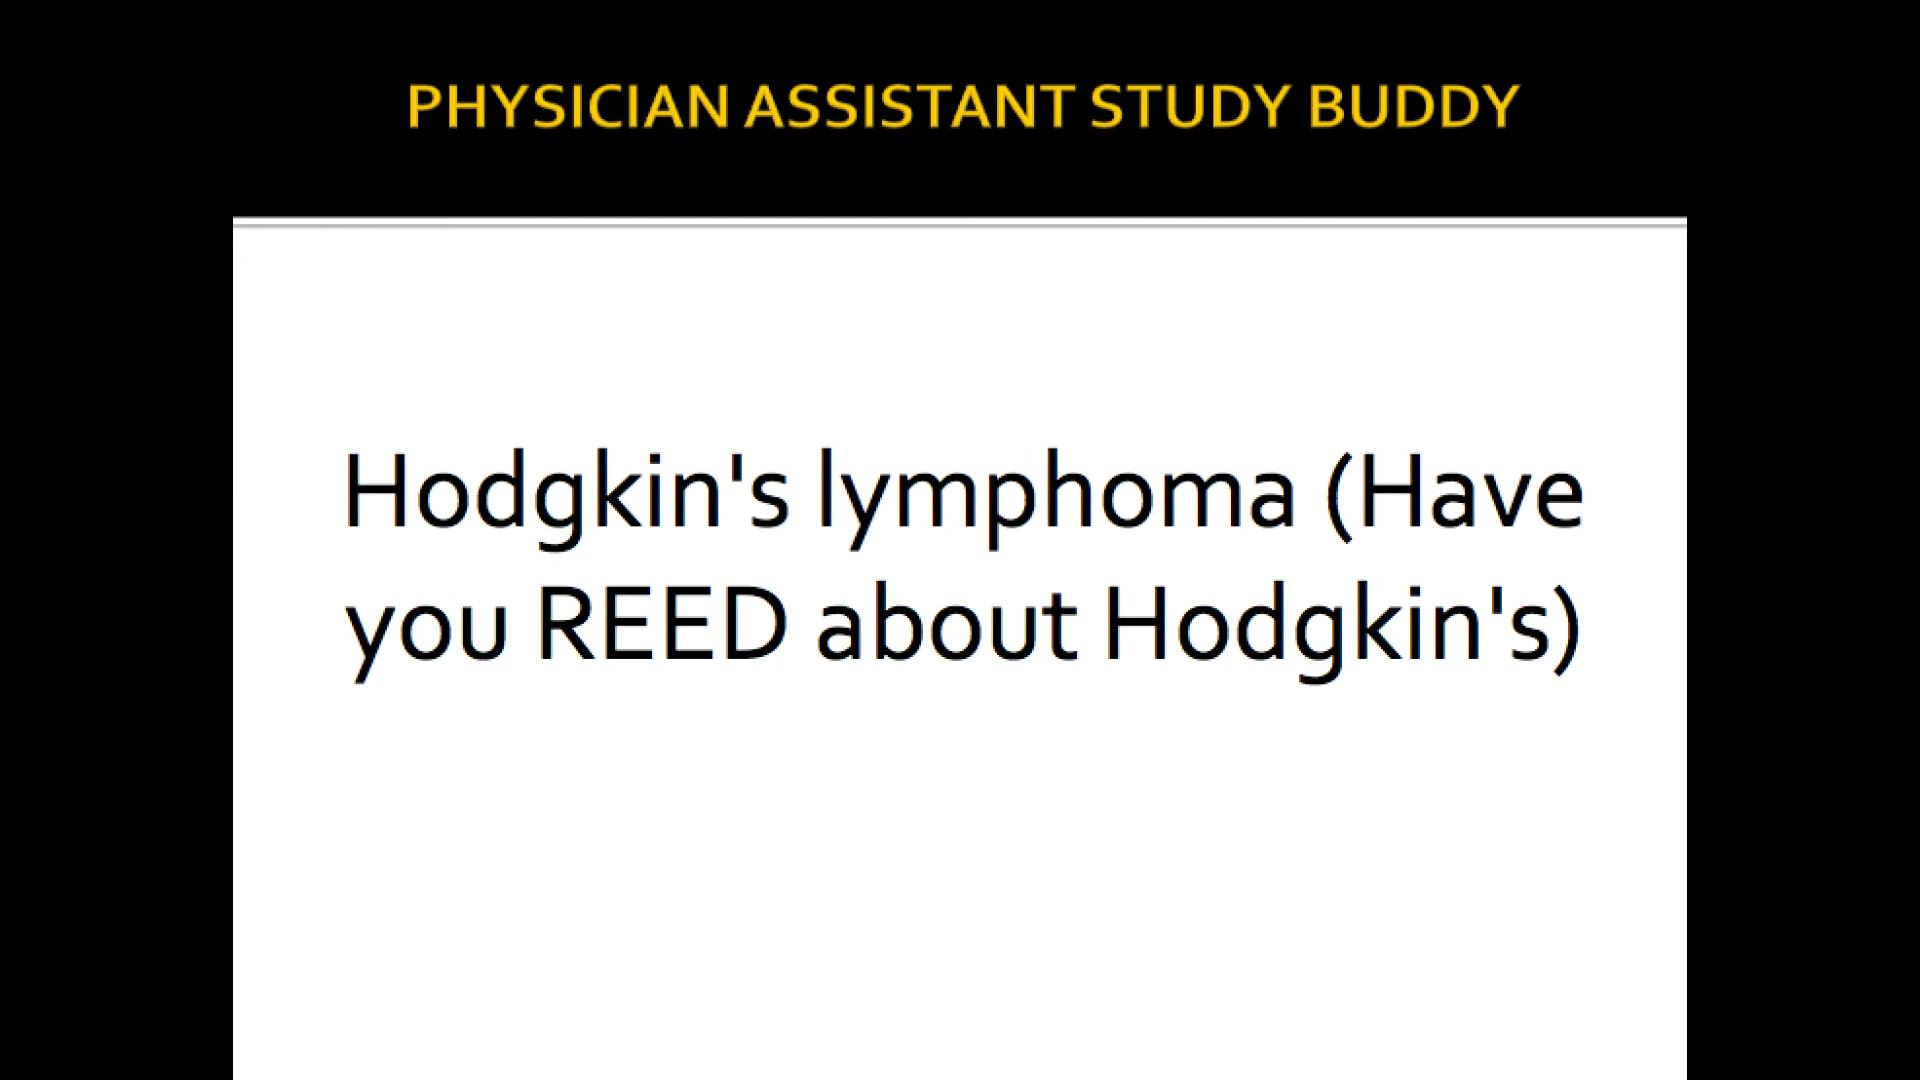 PHYSICIAN ASSISTANT STUDY BUDDY
Hodgkin's lymphoma (Have
you REED about Hodgkin's)